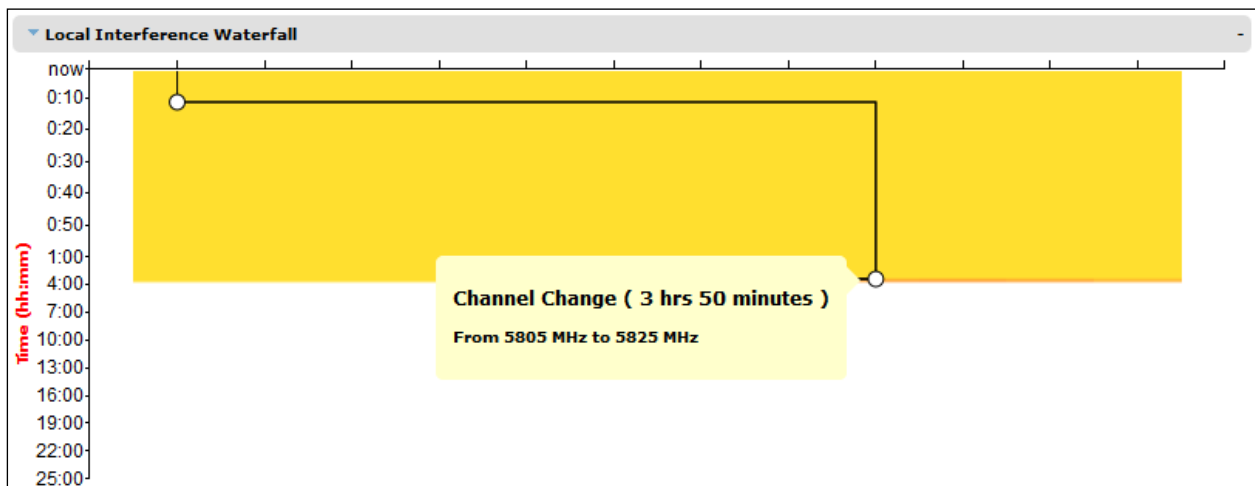 Local Interference Waterfall -
now
0:10
0:20
0:30
0:40
0:50
1:00
4:00
7:00
10:00
13:00
16:00
19:00
22:00
25:00
Time (hh:mm)
Channel Change ( 3 hrs 50 minutes )
From 5805 MHz to 5825 MHz